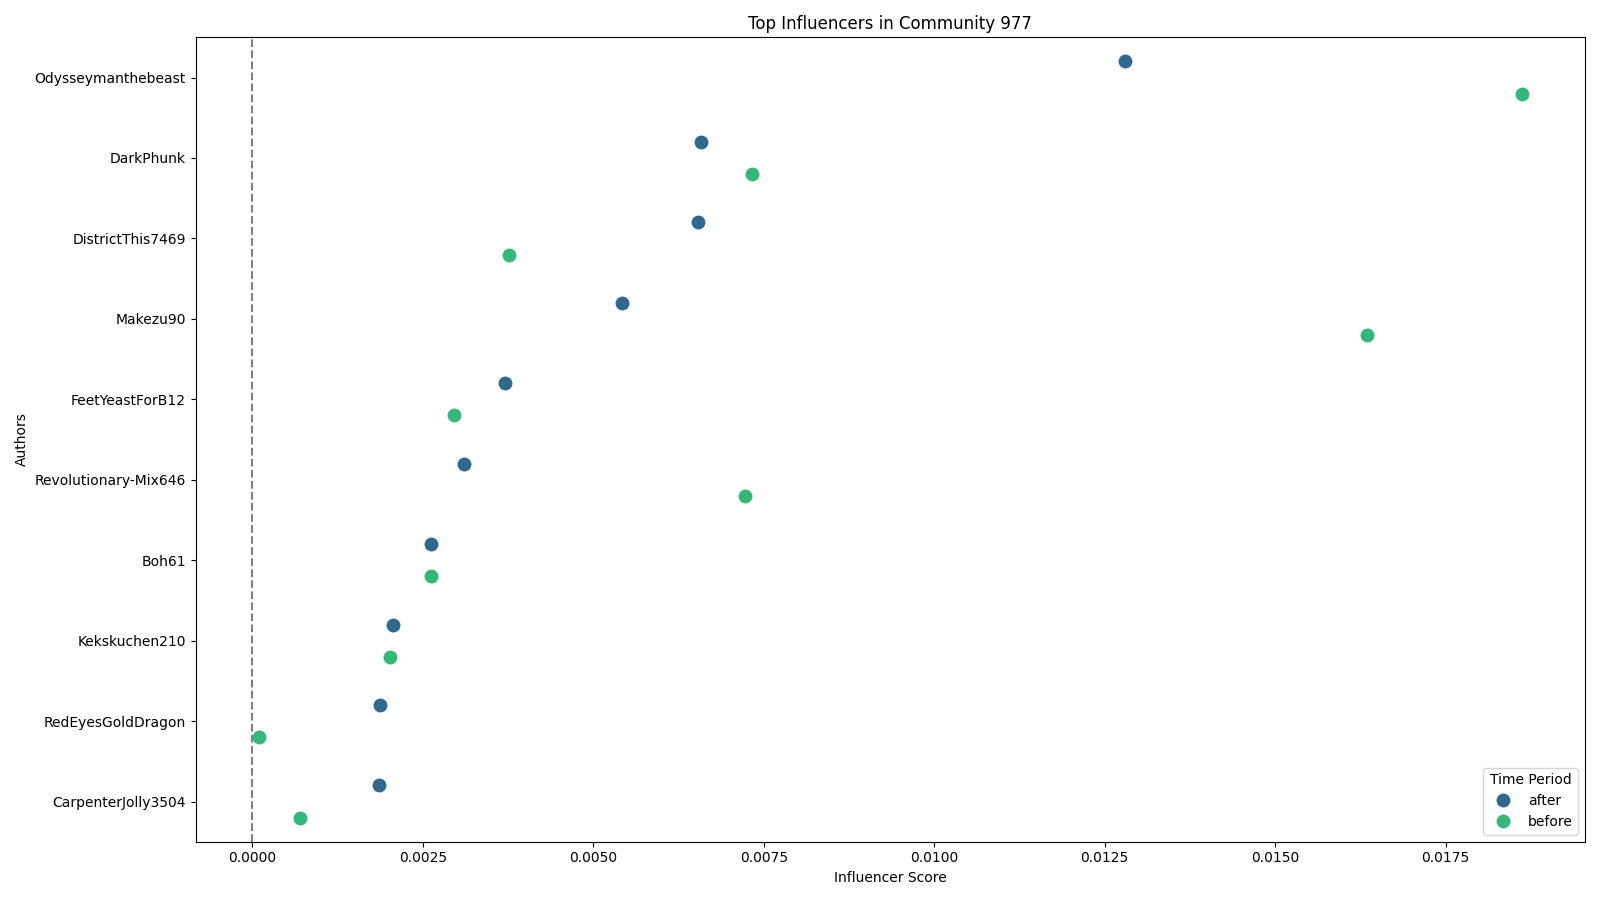 Top Influencers in Community 977
Odysseymanthebeast
DarkPhunk
DistrictThis7469
Makezu90
FeetYeastForB12
Revolutionary-Mix646
Boh61
Kekskuchen210
RedEyesGoldDragon
CarpenterJolly3504
Authors
Time Period
after
before
0.0000 0.0025 0.0050 0.0075 0.0100 0.0125 0.0150 0.0175
Influencer Score